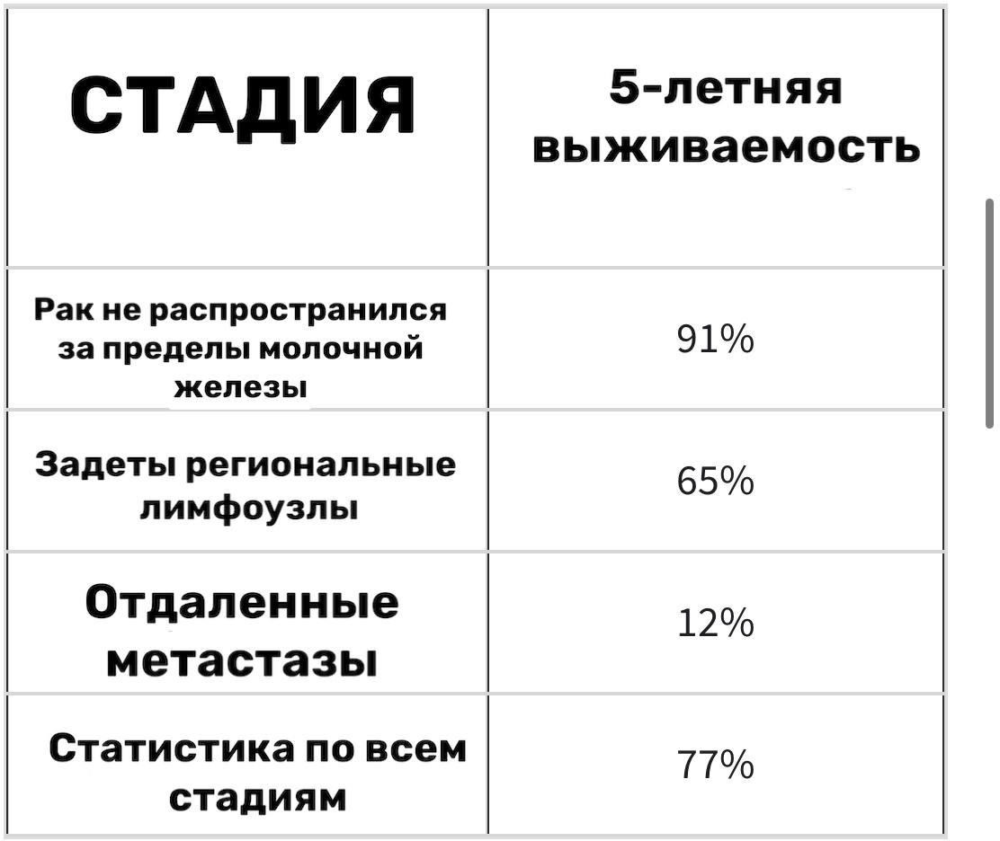 СТАДИЯ
5-летняя
выживаемость
Рак не распространился
за пределы молочной
железы
91%
Задеты региональные
лимфоузлы
65%
Отдаленные
метастазы
12%
Статистика по всем
стадиям
77%